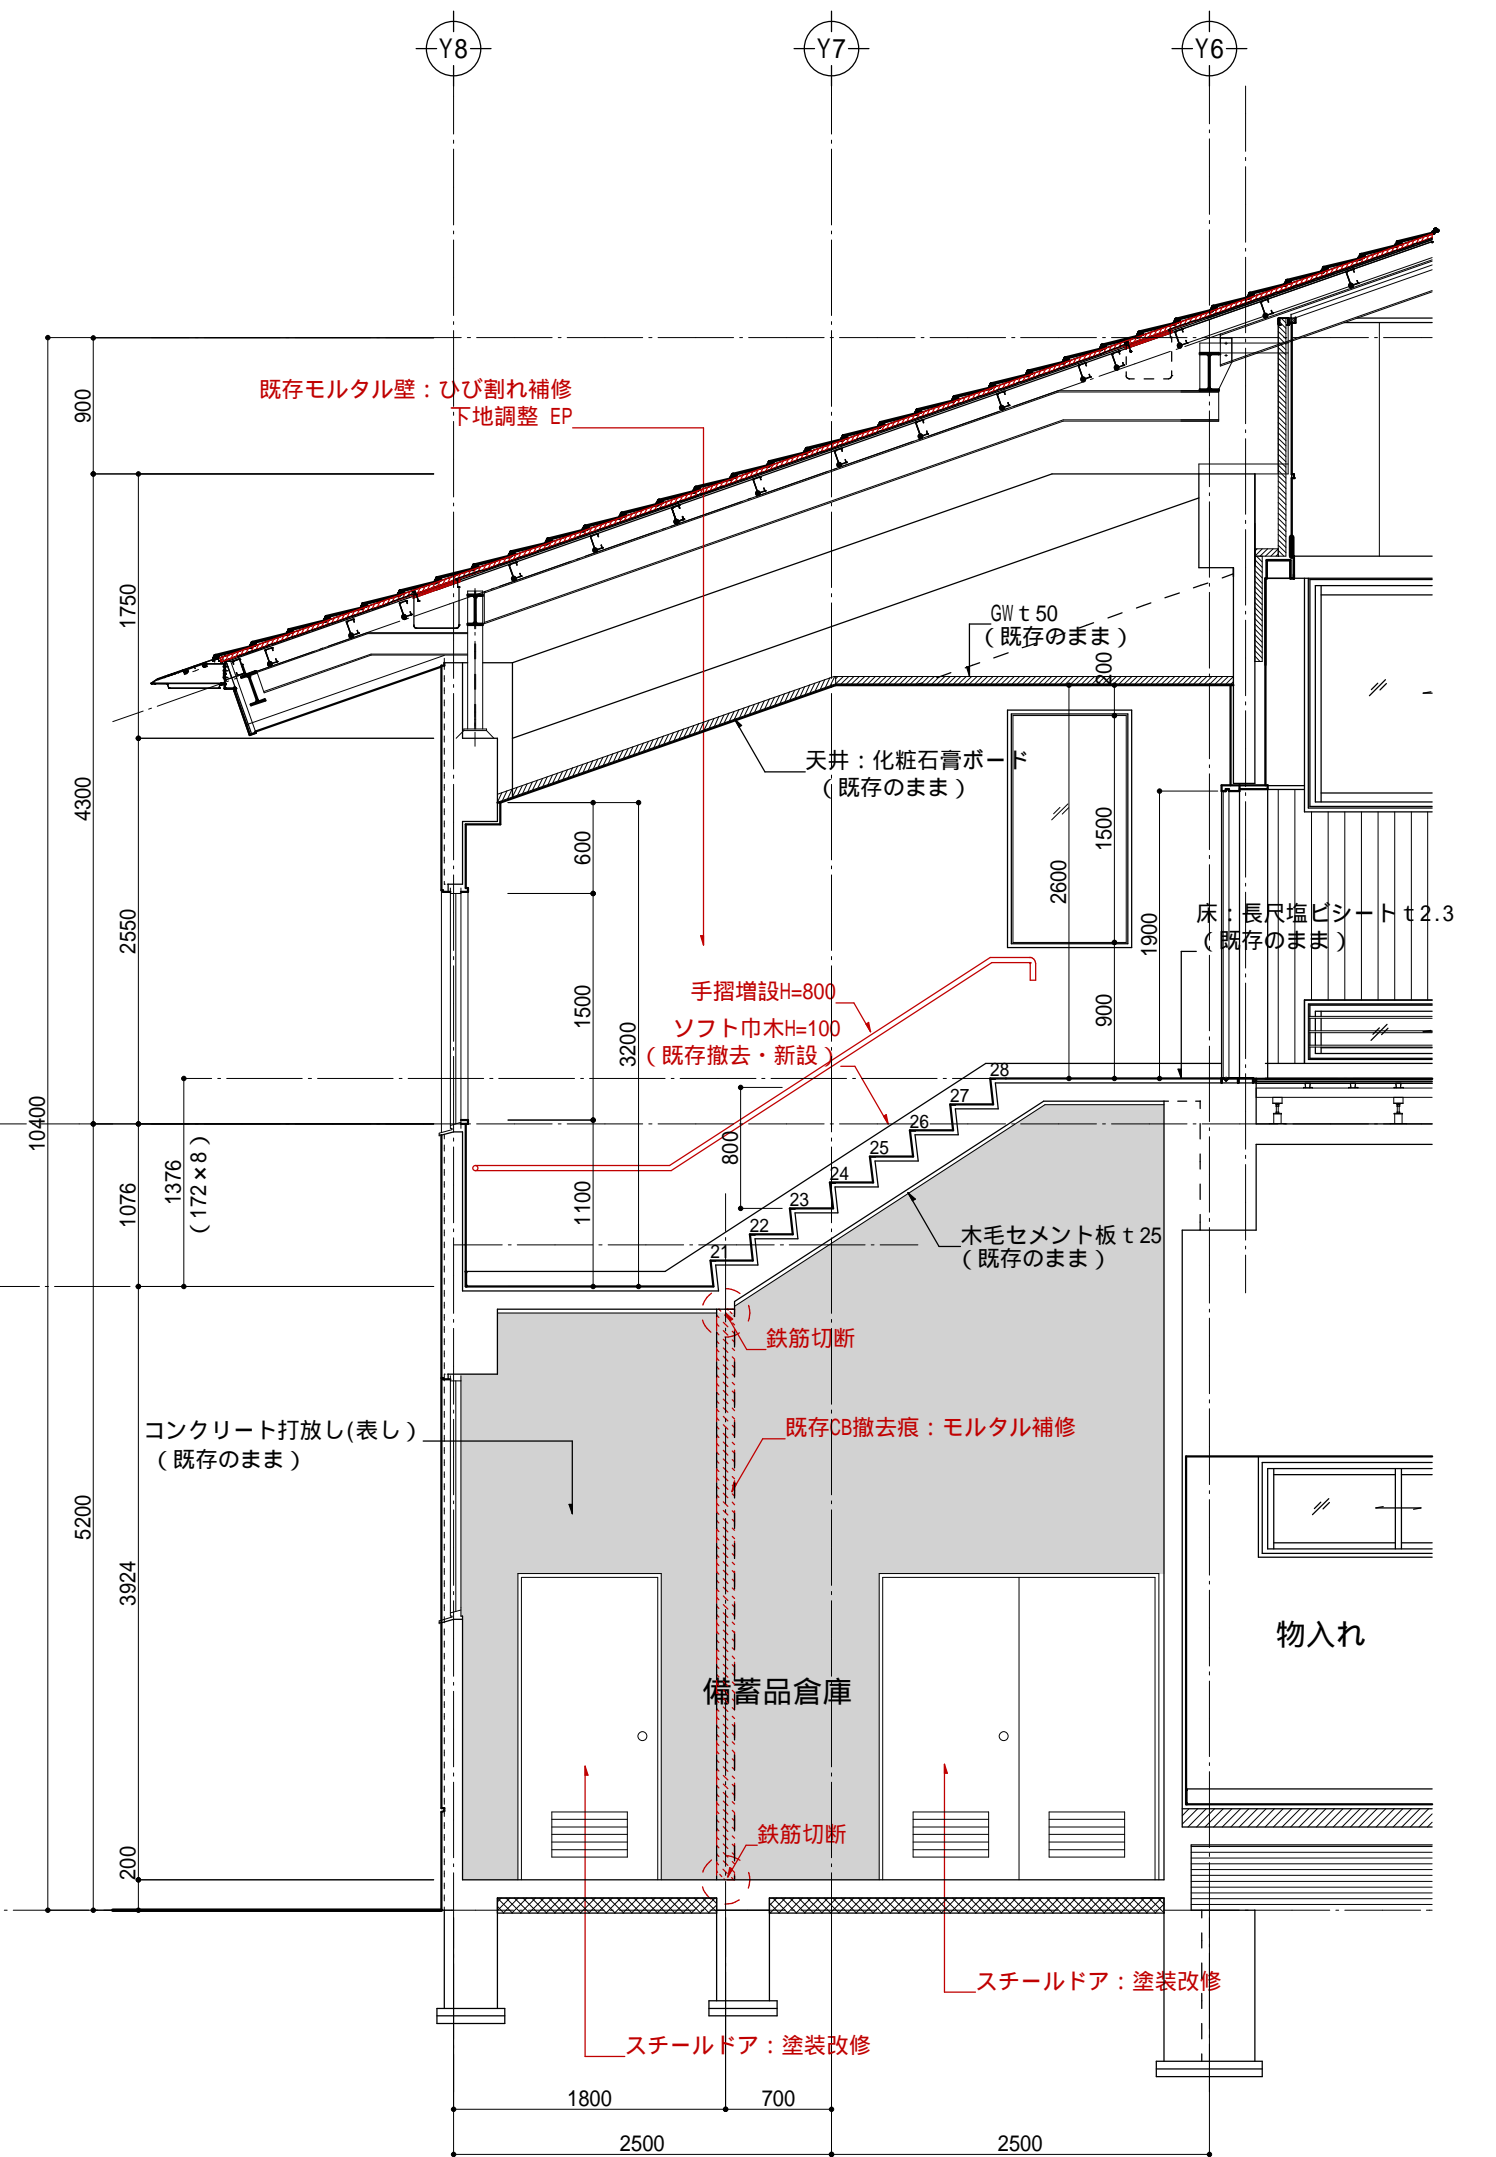 Y8
Y7
Y6
900
既存モルタル壁：ひび割れ補修
下地調整 EP
1750
GWｔ50
（既存のまま）
200
天井：化粧石膏ボード
（既存のまま）
4300
600
1500
2600
2550
1900
床：長尺塩ビシートｔ2.3
（既存のまま）
手摺増設H=800
1500
900
ソフト巾木H=100
（既存撤去・新設）
3200
28
27
10400
26
800
25
1376
（172×8）
24
1076
1100
23
22
木毛セメント板ｔ25
（既存のまま）
21
鉄筋切断
コンクリート打放し(表し）
（既存のまま）
既存CB撤去痕：モルタル補修
5200
3924
物入れ
備蓄品倉庫
鉄筋切断
200
スチールドア：塗装改修
スチールドア：塗装改修
1800
700
2500
2500